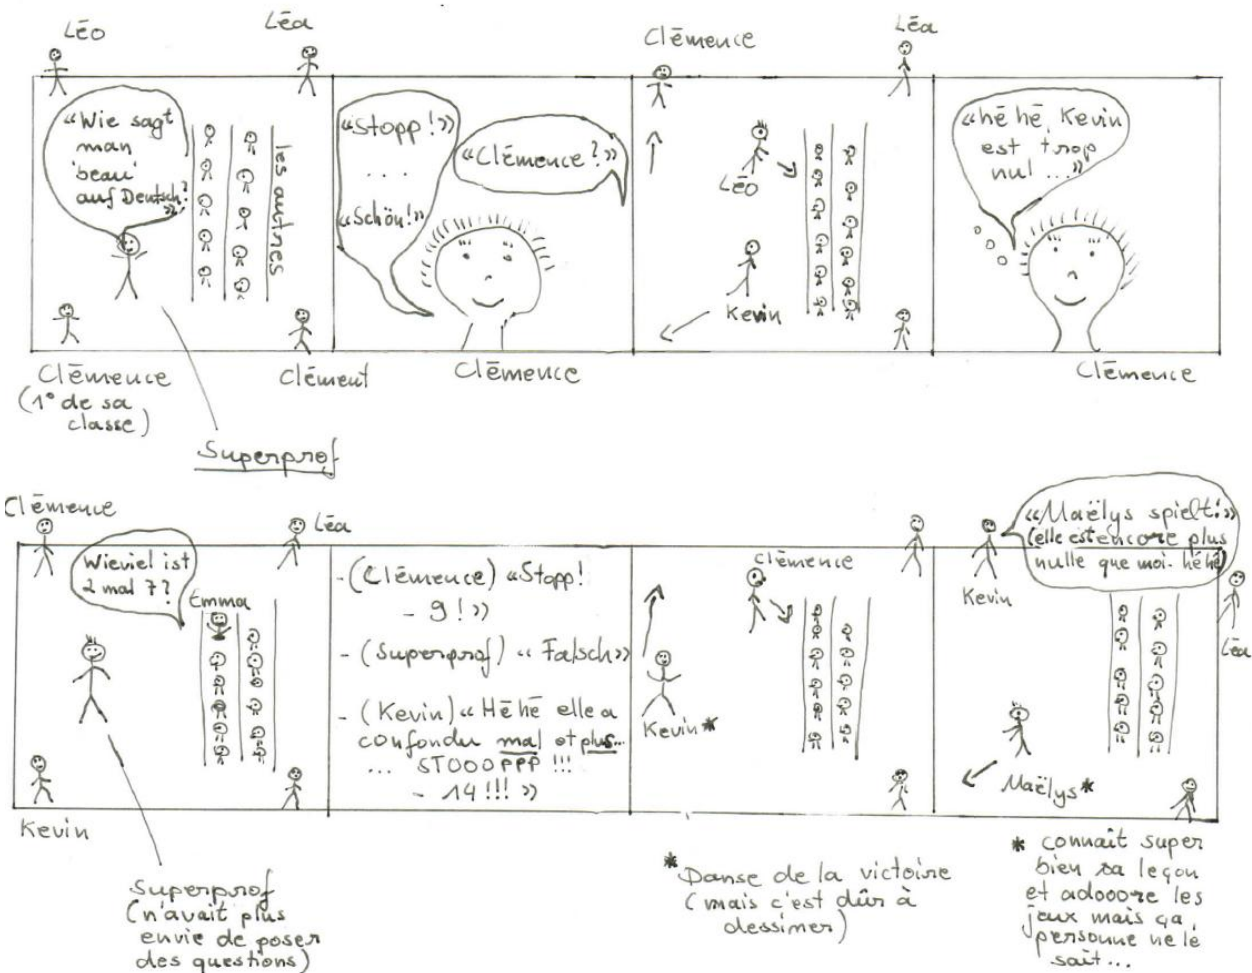 Léo
Léa
«Wie sagt
man
'beau'
auf Deutsch?
»
les autres
Clémence
(1° de sa
classe)
Clément
Superprof
«Stopp!»
....
«Schön!»
«Clémence?»
Clémence
Clémence
Léa
Léo
Kevin
«hé hé, Kevin
est trop
nul...»
Clémence
Clémence
Léa
Wieviel ist
2 mal 7?
Emma
Kevin
Superprof
(n'avait plus
envie de poser
des questions)
- (Clémence) «Stopp!
- 9!»
- (Superprof) «Falsch»
- (Kevin) «Hé hé elle a
confondu mal et plus...
... STOOOPPP !!!
- 14!!!»
Clémence
Kevin*
* Danse de la victoire
(mais c'est dûr à
dessiner)
«Maëlys spielt!»
(elle est encore plus
nulle que moi. hé hé)
Kevin
Léa
Maëlys*
* connaît super
bien sa leçon
et adooore les
jeux mais ça,
personne ne le
sait...